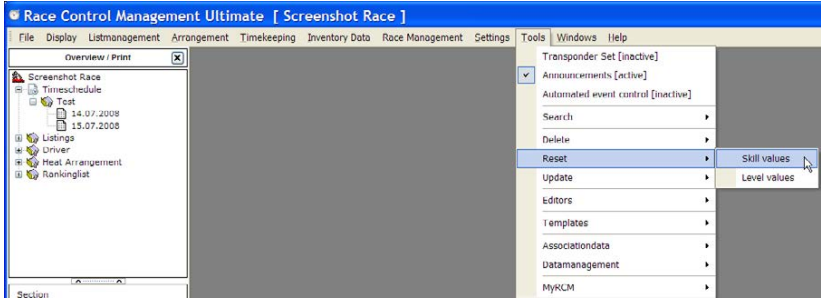 Race Control Management Ultimate [ Screenshot Race ]
File Display Listmanagement Arrangement Timekeeping Inventory Data Race Management Settings Tools Windows Help
Overview / Print
Screenshot Race
Timeschedule
Test
14.07.2008
15.07.2008
Listings
Driver
Heat Arrangement
Rankinglist
Section
Transponder Set [inactive]
Announcements [active]
Automated event control [inactive]
Search
Delete
Reset
Update
Editors
Templates
Associationdata
Datamanagement
MyRCM
Skill values
Level values